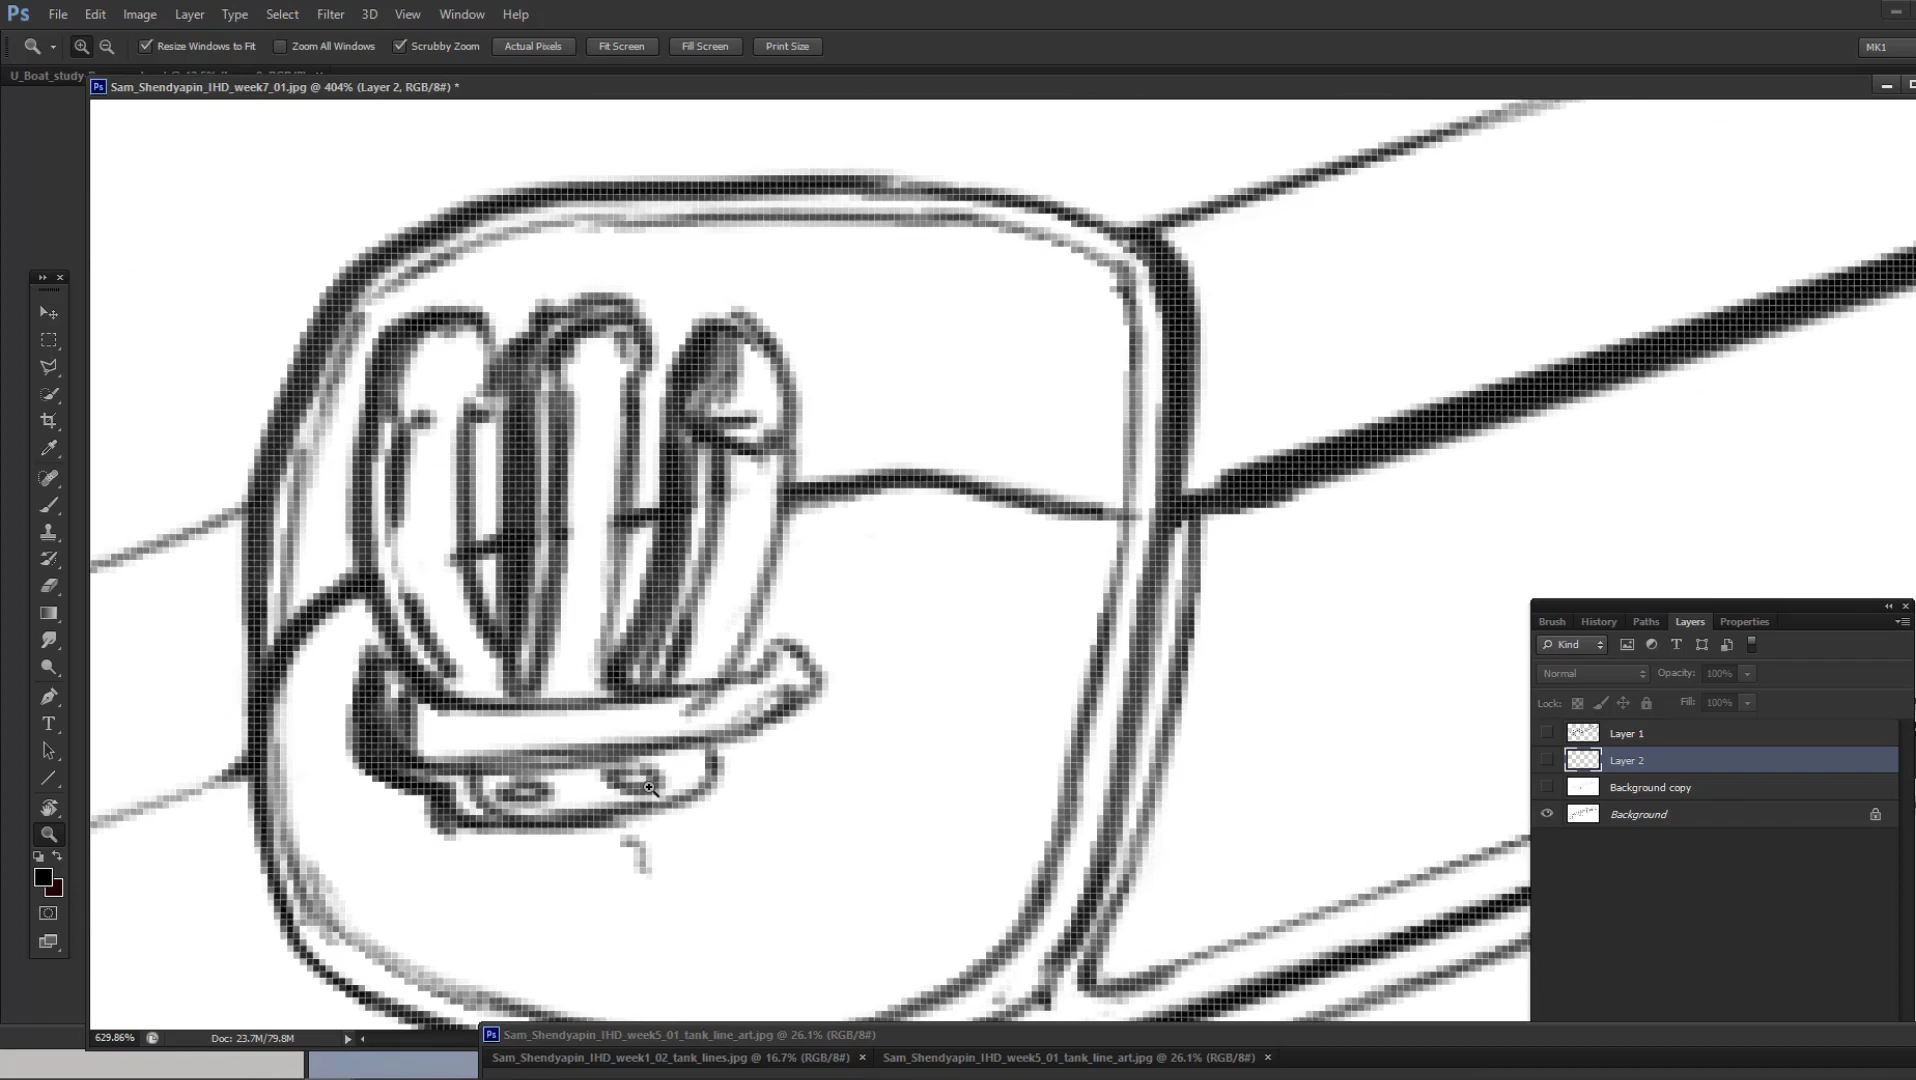 Ps File Edit Image Layer Type Select Filter 3D View Window Help
Resize Windows to Fit Zoom All Windows Scrubby Zoom Actual Pixels Fit Screen Fill Screen Print Size MK1
U_Boat_study
Ps Sam_Shendyapin_IHD_week7_01.jpg @ 404% (Layer 2, RGB/8#) *
Brush History Paths Layers Properties
Kind
Normal Opacity: 100%
Lock: Fill: 100%
Layer 1
Layer 2
Background copy
Background
629.86% Doc: 23.7M/79.8M
Ps Sam_Shendyapin_IHD_week5_01_tank_line_art.jpg @ 26.1% (RGB/8#)
Sam_Shendyapin_IHD_week1_02_tank_lines.jpg @ 16.7% (RGB/8#) × Sam_Shendyapin_IHD_week5_01_tank_line_art.jpg @ 26.1% (RGB/8#) ×